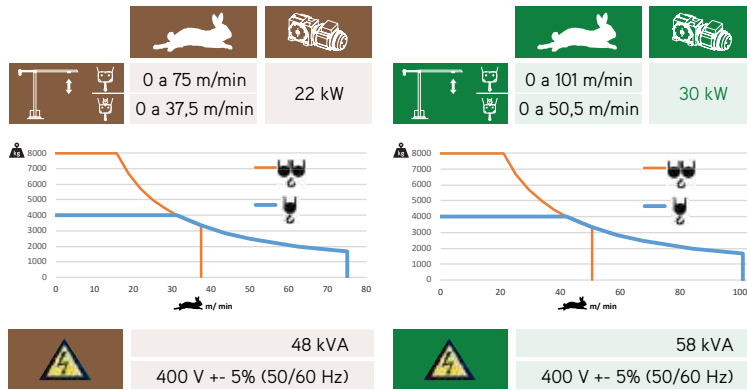 0 a 75 m/min
0 a 37,5 m/min
22 kW
0 a 101 m/min
0 a 50,5 m/min
30 kW
kg
8000
7000
6000
5000
4000
3000
2000
1000
0
0 10 20 30 40 50 60 70 80
m/ min
kg
8000
7000
6000
5000
4000
3000
2000
1000
0
0 20 40 60 80 100
m/ min
48 kVA
400 V +- 5% (50/60 Hz)
58 kVA
400 V +- 5% (50/60 Hz)